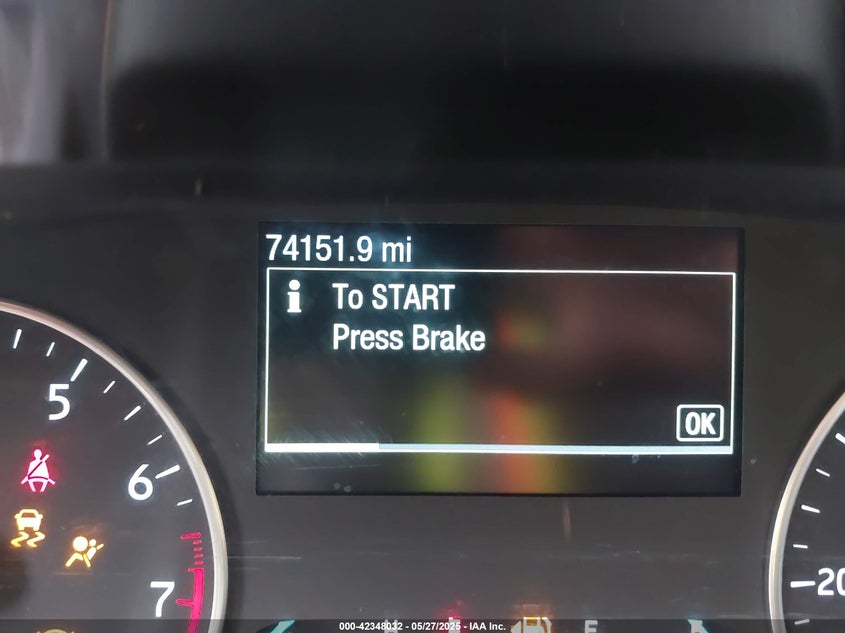 74151.9 mi
i To START
Press Brake
OK
5
6
7
20
000-42348032 - 05/27/2025 - IAA Inc.